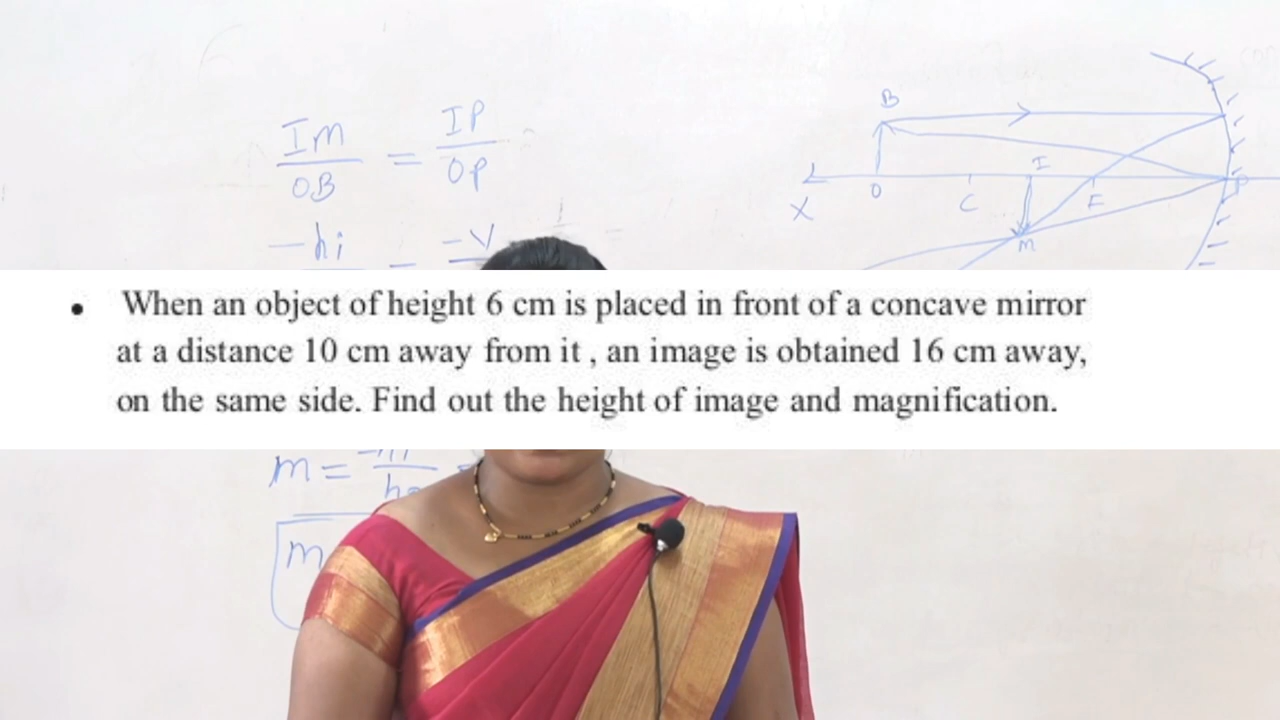 IM
IP
=
OB
OP
-hi
-V
-
B
X
O
C
I
F
P
M
• When an object of height 6 cm is placed in front of a concave mirror
at a distance 10 cm away from it , an image is obtained 16 cm away,
on the same side. Find out the height of image and magnification.
m =
m